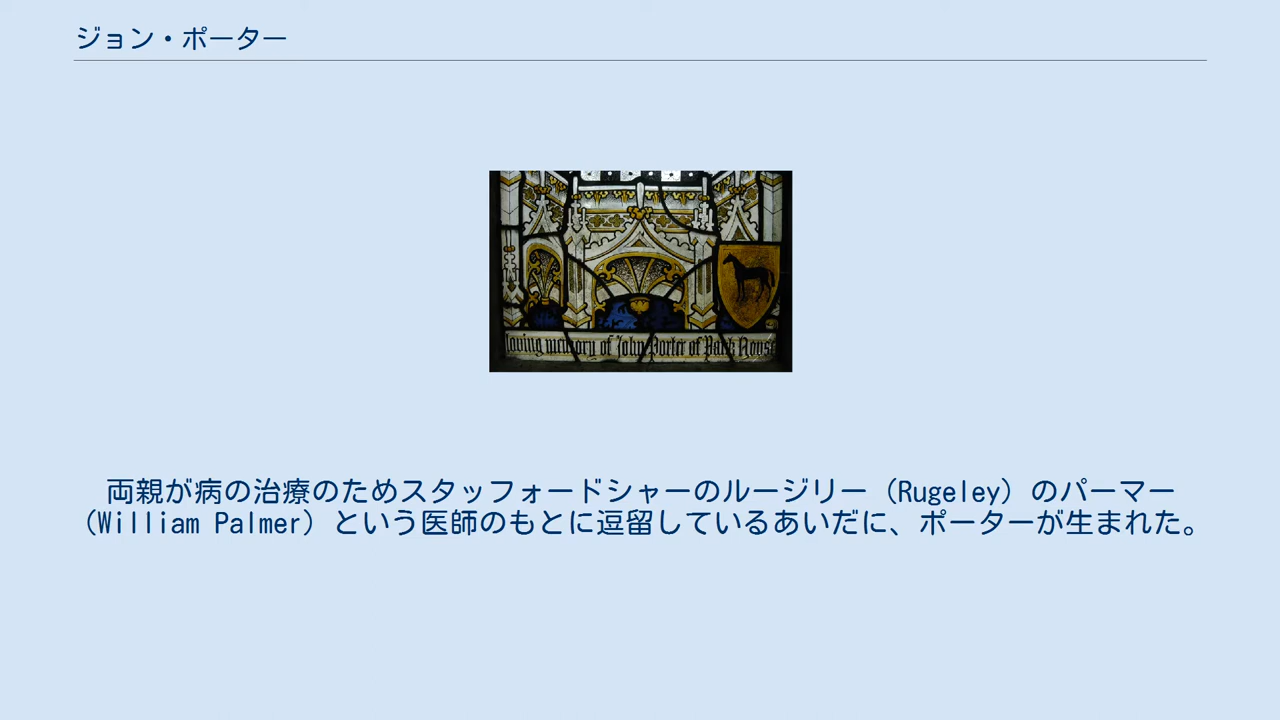 ジョン・ポーター
loving memory of John Porter of Park House
両親が病の治療のためスタッフォードシャーのルージリー（Rugeley）のパーマー
（William Palmer）という医師のもとに逗留しているあいだに、ポーターが生まれた。